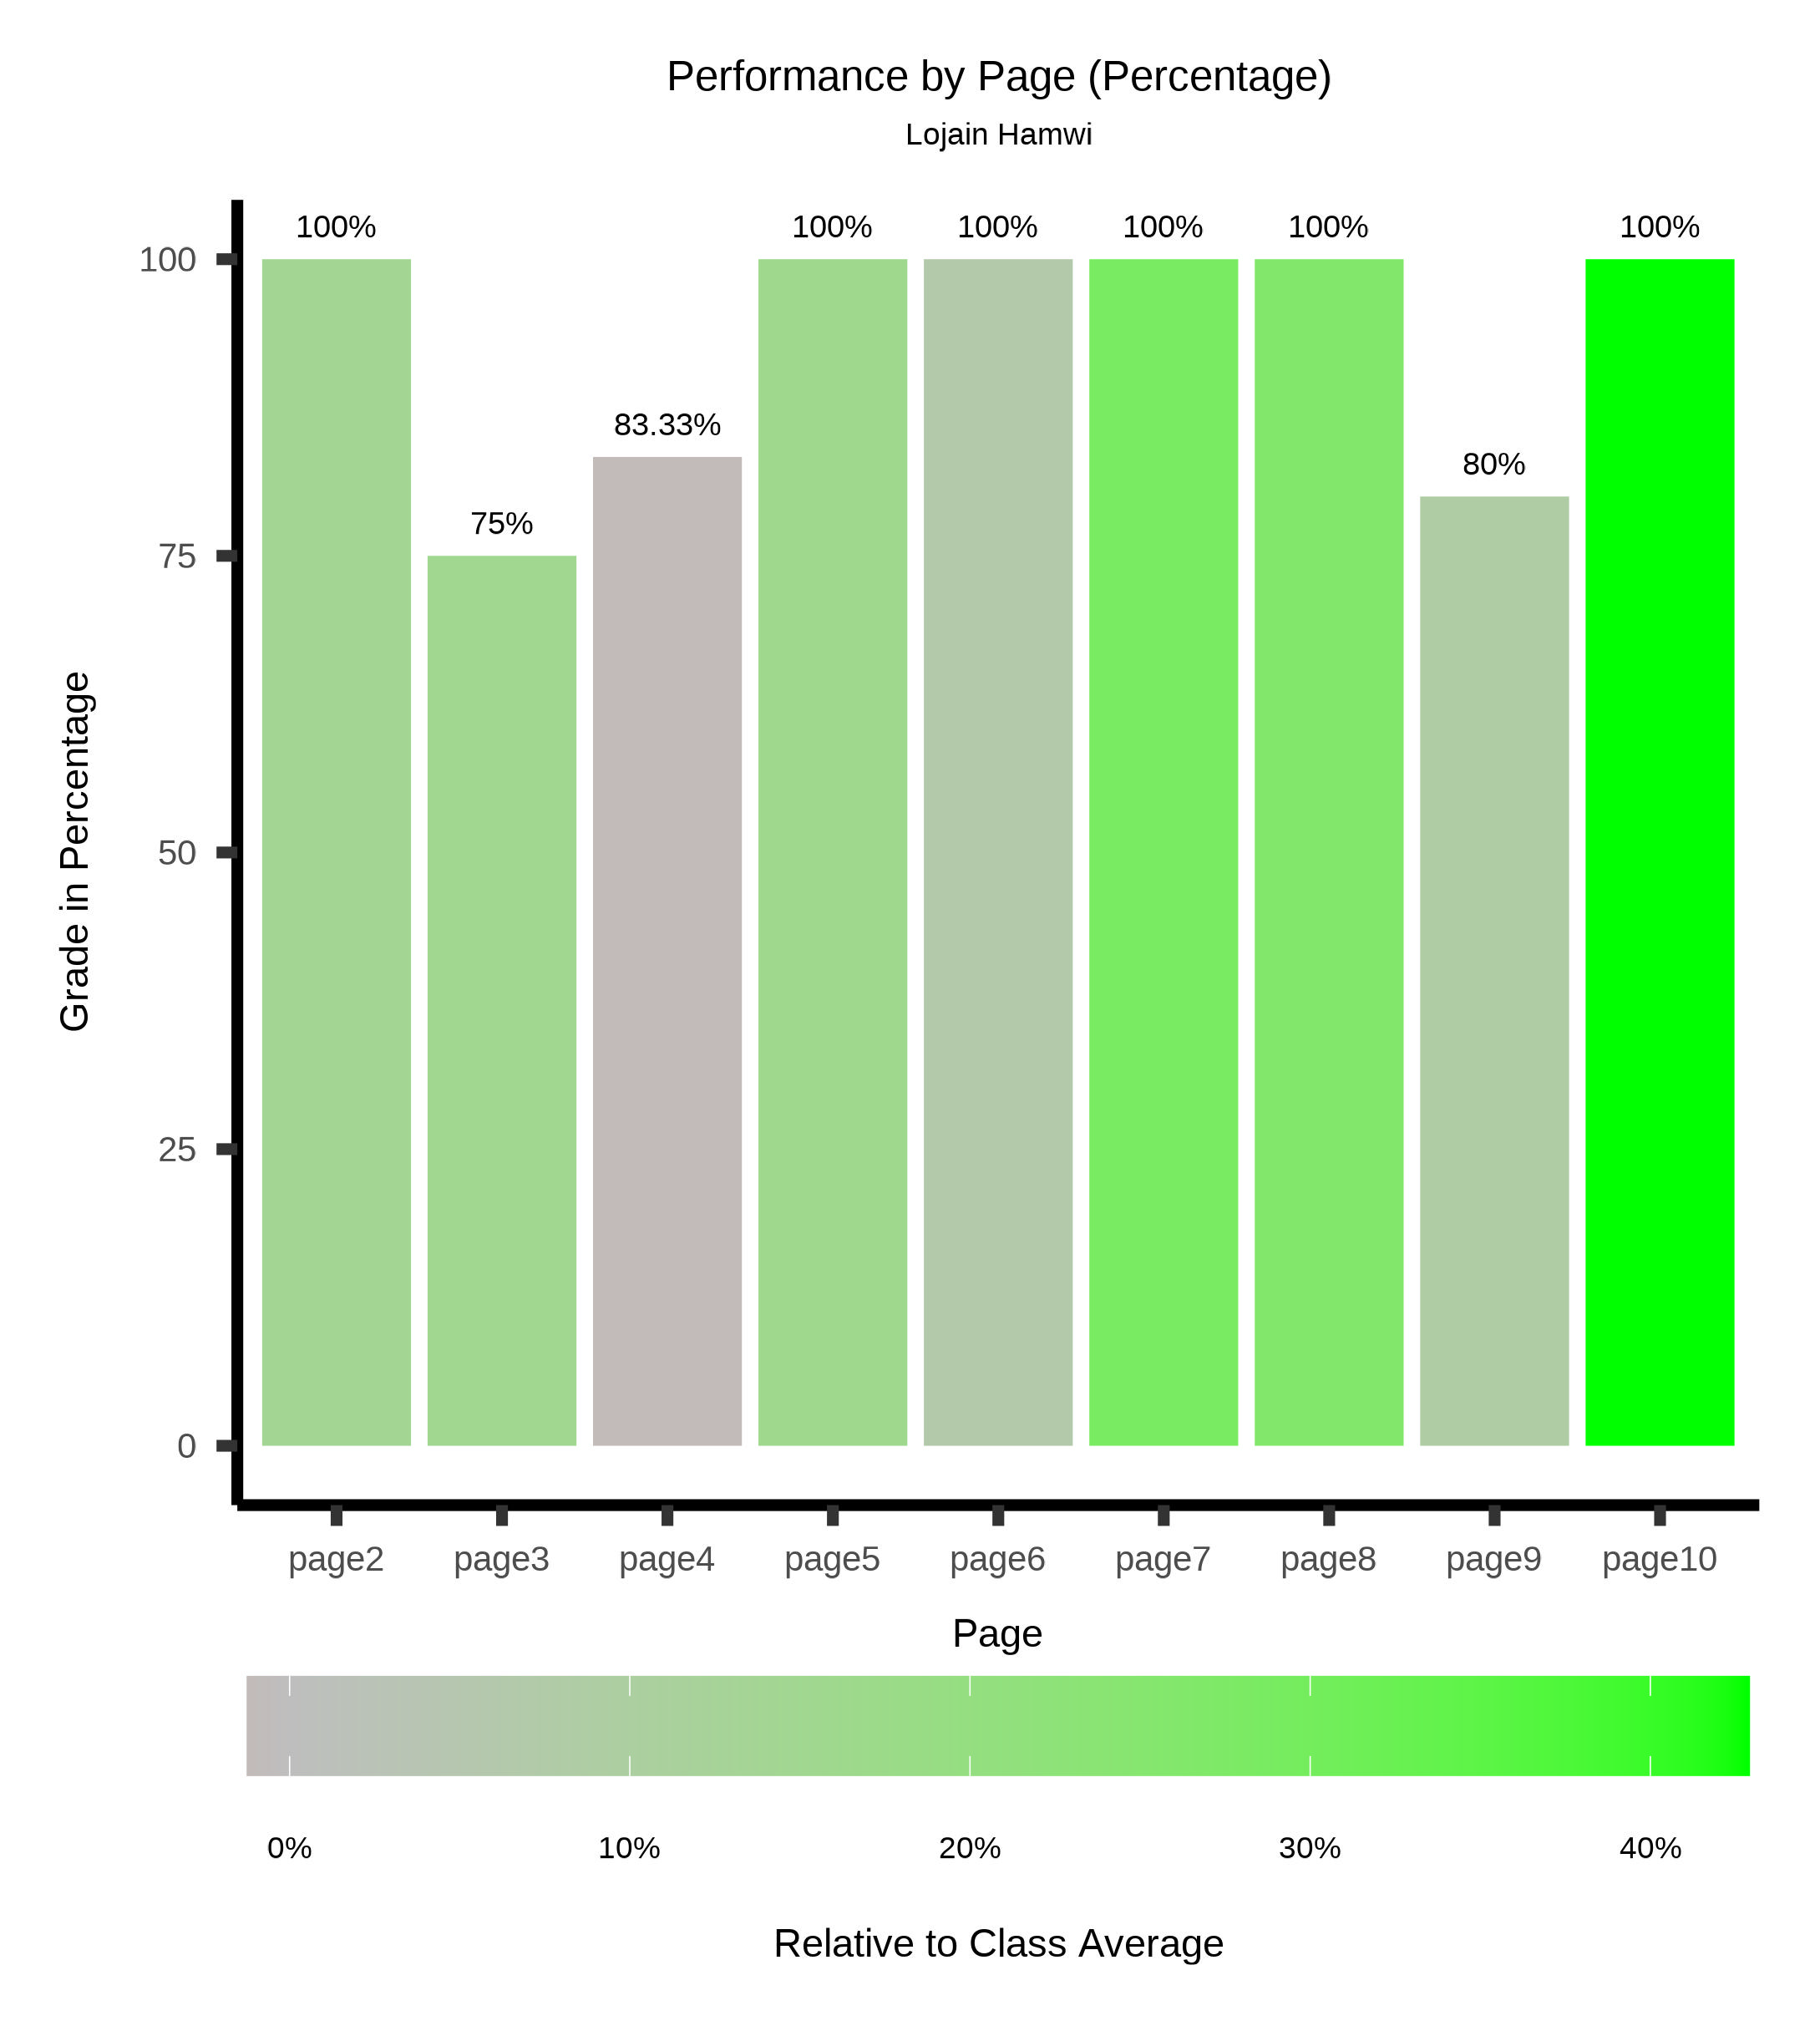 Performance by Page (Percentage)
Lojain Hamwi
100%
75%
83.33%
100%
100%
100%
100%
80%
100%
100
75
50
25
0
Grade in Percentage
page2
page3
page4
page5
page6
page7
page8
page9
page10
Page
0%
10%
20%
30%
40%
Relative to Class Average